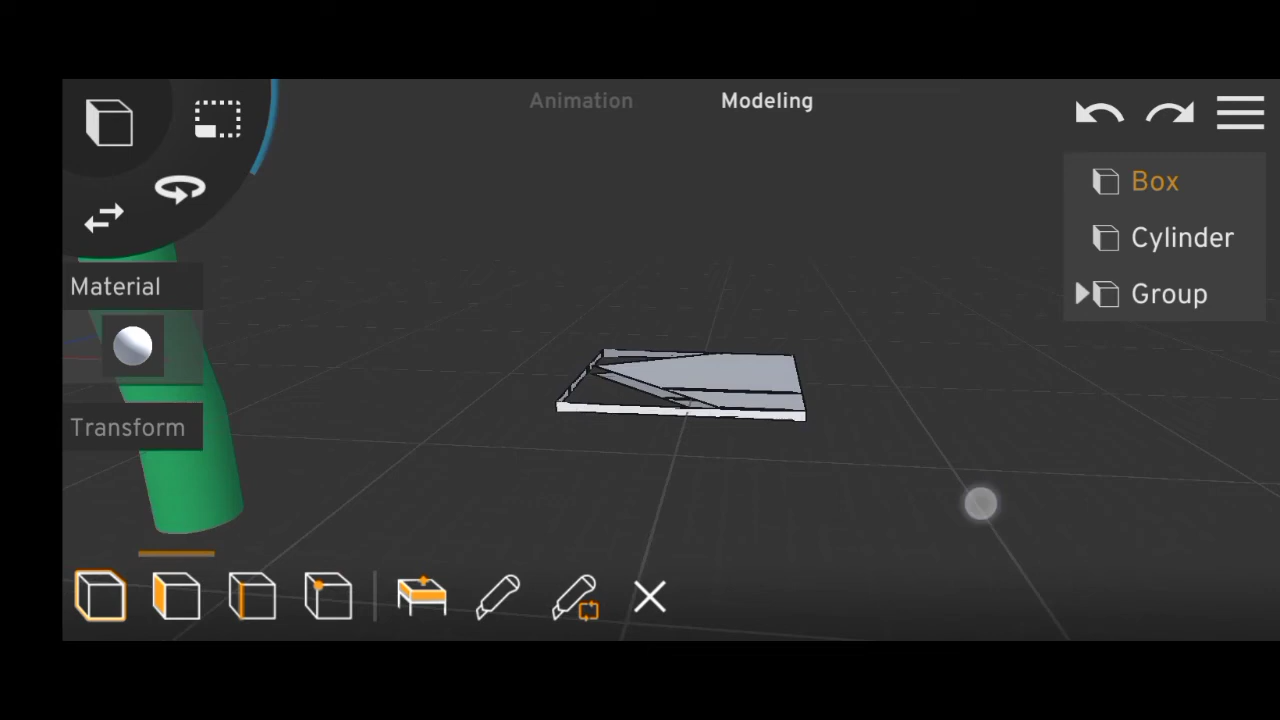 Animation
Modeling
Box
Cylinder
Group
Material
Transform